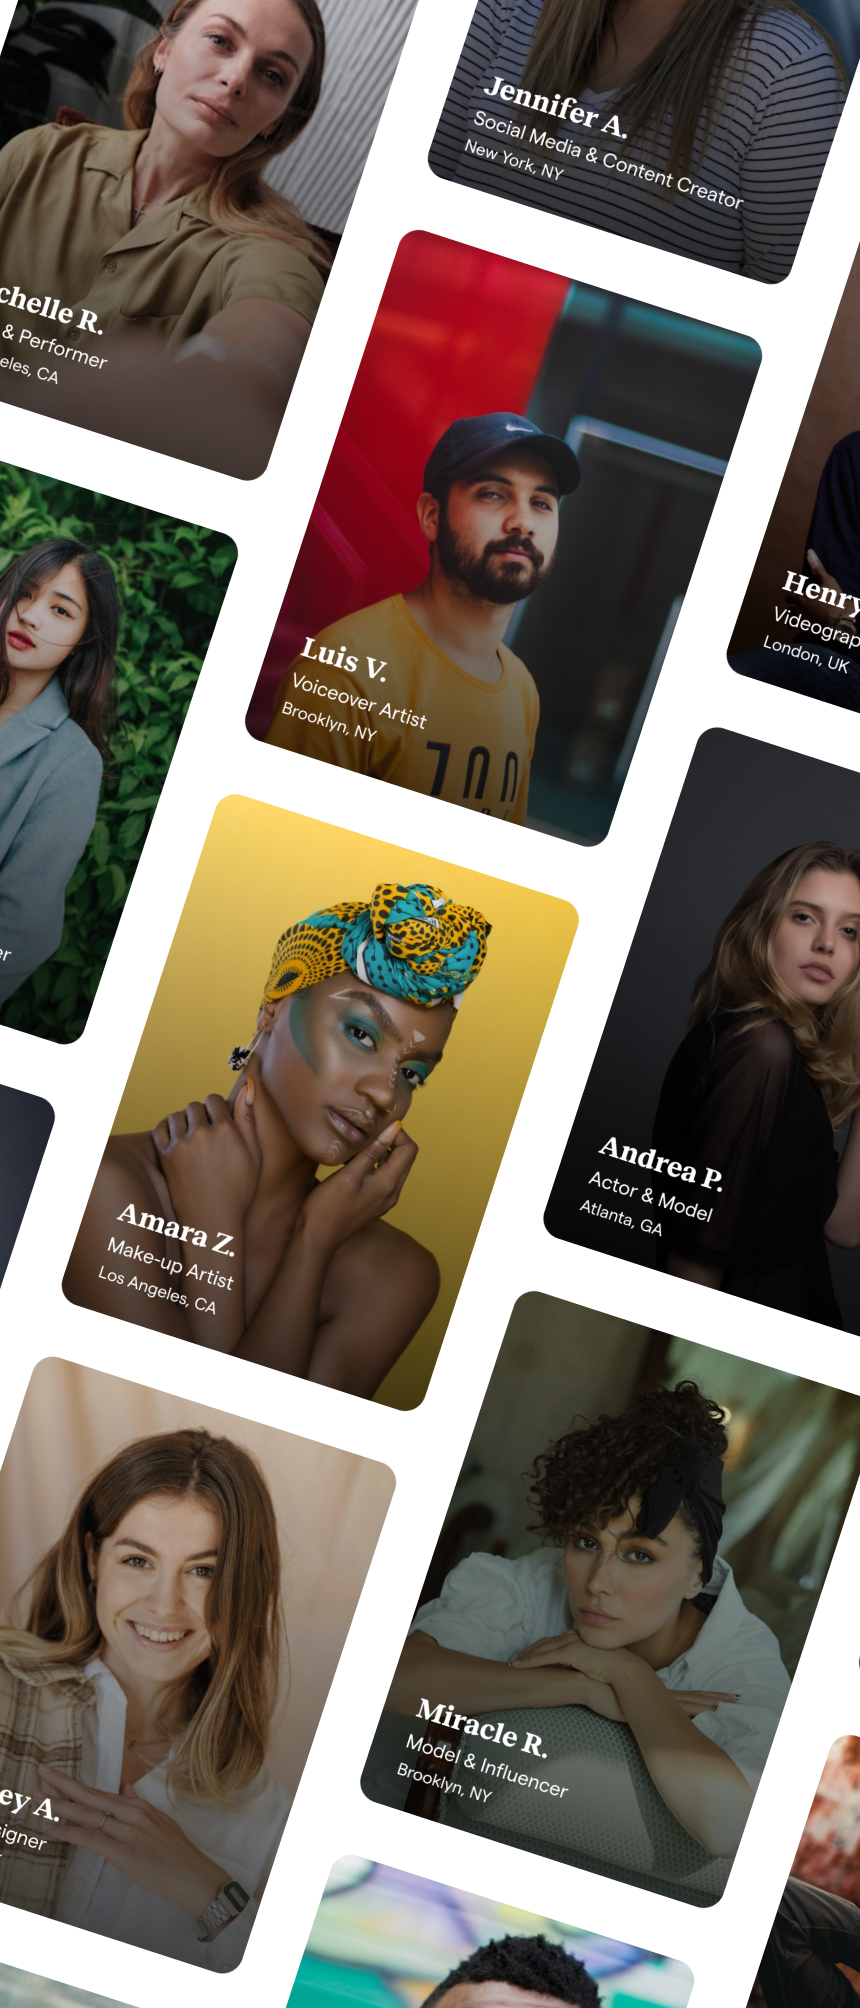 Jennifer A.
Social Media & Content Creator
New York, NY
chelle R.
& Performer
eles, CA
Luis V.
Voiceover Artist
Brooklyn, NY
Henry
Videograp
London, UK
er
Andrea P.
Actor & Model
Atlanta, GA
Amara Z.
Make-up Artist
Los Angeles, CA
Miracle R.
Model & Influencer
Brooklyn, NY
ey A.
signer